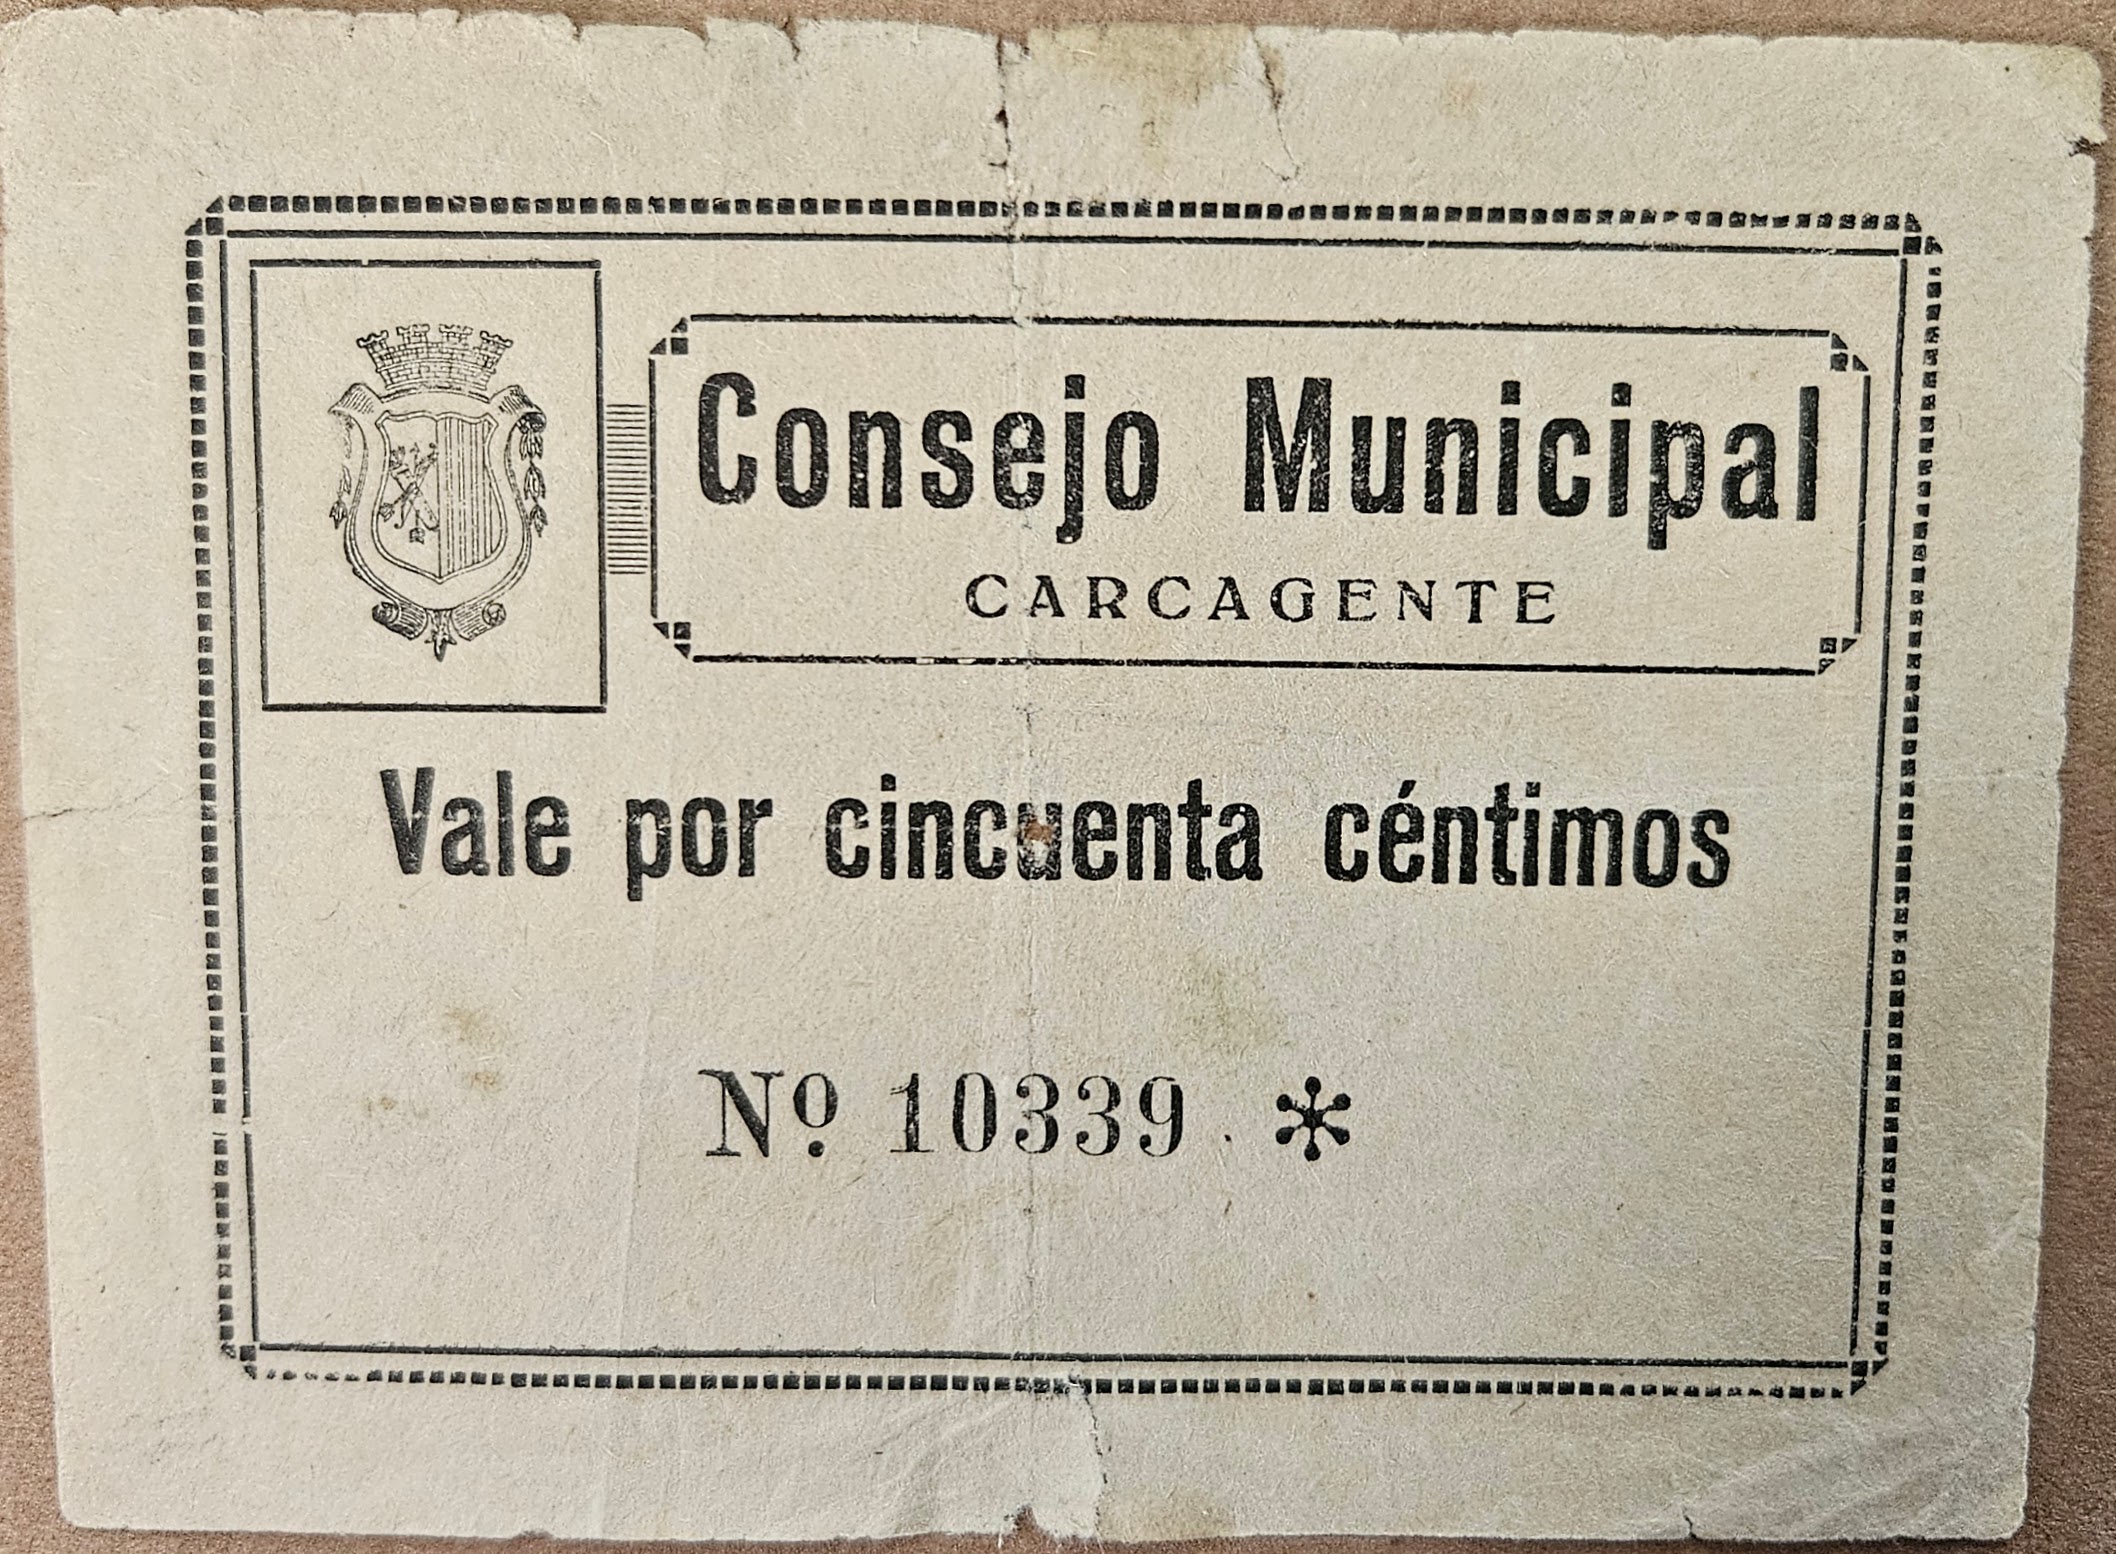 Consejo Municipal
CARCAGENTE
Vale por cincuenta céntimos
Nº. 10339 *